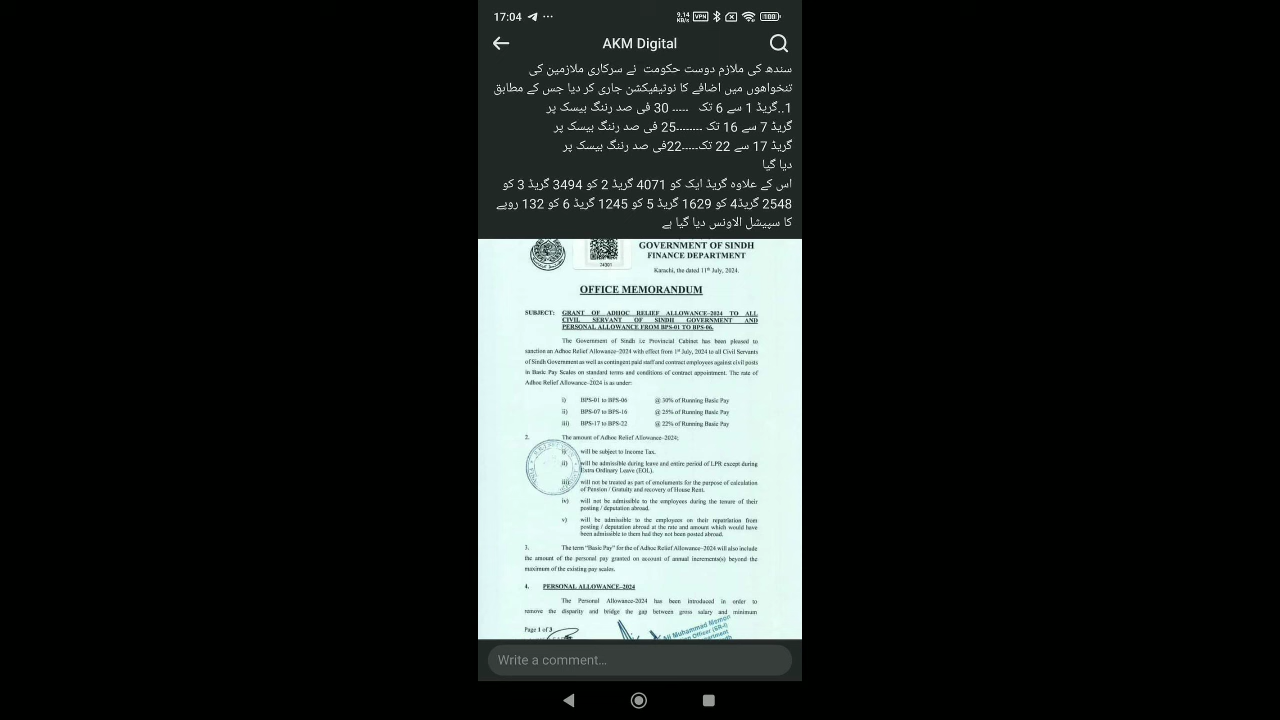 17:04
9.14 KB/s VPN 100
AKM Digital
سندھ کی ملازم دوست حکومت نے سرکاری ملازمین کی
تنخواھوں میں اضافے کا نوٹیفیکشن جاری کر دیا جس کے مطابق
1..گریڈ 1 سے 6 تک ----- 30 فی صد رننگ بیسک پر
گریڈ 7 سے 16 تک --------25 فی صد رننگ بیسک پر
گریڈ 17 سے 22 تک-----22فی صد رننگ بیسک پر
دیا گیا
اس کے علاوہ گریڈ ایک کو 4071 گریڈ 2 کو 3494 گریڈ 3 کو
2548 گریڈ4 کو 1629 گریڈ 5 کو 1245 گریڈ 6 کو 132 روپے
کا سپیشل الاونس دیا گیا ہے
GOVERNMENT OF SINDH
FINANCE DEPARTMENT
24301
Karachi, the dated 11th July, 2024.
OFFICE MEMORANDUM
SUBJECT: GRANT OF ADHOC RELIEF ALLOWANCE–2024 TO ALL
CIVIL SERVANT OF SINDH GOVERNMENT AND
PERSONAL ALLOWANCE FROM BPS-01 TO BPS-06.
The Government of Sindh i.e Provincial Cabinet has been pleased to
sanction an Adhoc Relief Allowance–2024 with effect from 1st July, 2024 to all Civil Servants
of Sindh Government as well as contingent paid staff and contract employees against civil posts
in Basic Pay Scales on standard terms and conditions of contract appointment. The rate of
Adhoc Relief Allowance–2024 is as under:
i) BPS-01 to BPS-06 @ 30% of Running Basic Pay
ii) BPS-07 to BPS-16 @ 25% of Running Basic Pay
iii) BPS-17 to BPS-22 @ 22% of Running Basic Pay
2. The amount of Adhoc Relief Allowance–2024;
i) will be subject to Income Tax.
ii) will be admissible during leave and entire period of LPR except during
Extra Ordinary Leave (EOL).
iii) will not be treated as part of emoluments for the purpose of calculation
of Pension / Gratuity and recovery of House Rent.
iv) will not be admissible to the employees during the tenure of their
posting / deputation abroad.
v) will be admissible to the employees on their repatriation from
posting / deputation abroad at the rate and amount which would have
been admissible to them had they not been posted abroad.
3. The term “Basic Pay” for the of Adhoc Relief Allowance–2024 will also include
the amount of the personal pay granted on account of annual increments(s) beyond the
maximum of the existing pay scales.
4. PERSONAL ALLOWANCE–2024
The Personal Allowance-2024 has been introduced in order to
remove the disparity and bridge the gap between gross salary and minimum
Page 1 of 3
Ali Muhammad Memon
Officer (SR-I)
Write a comment...